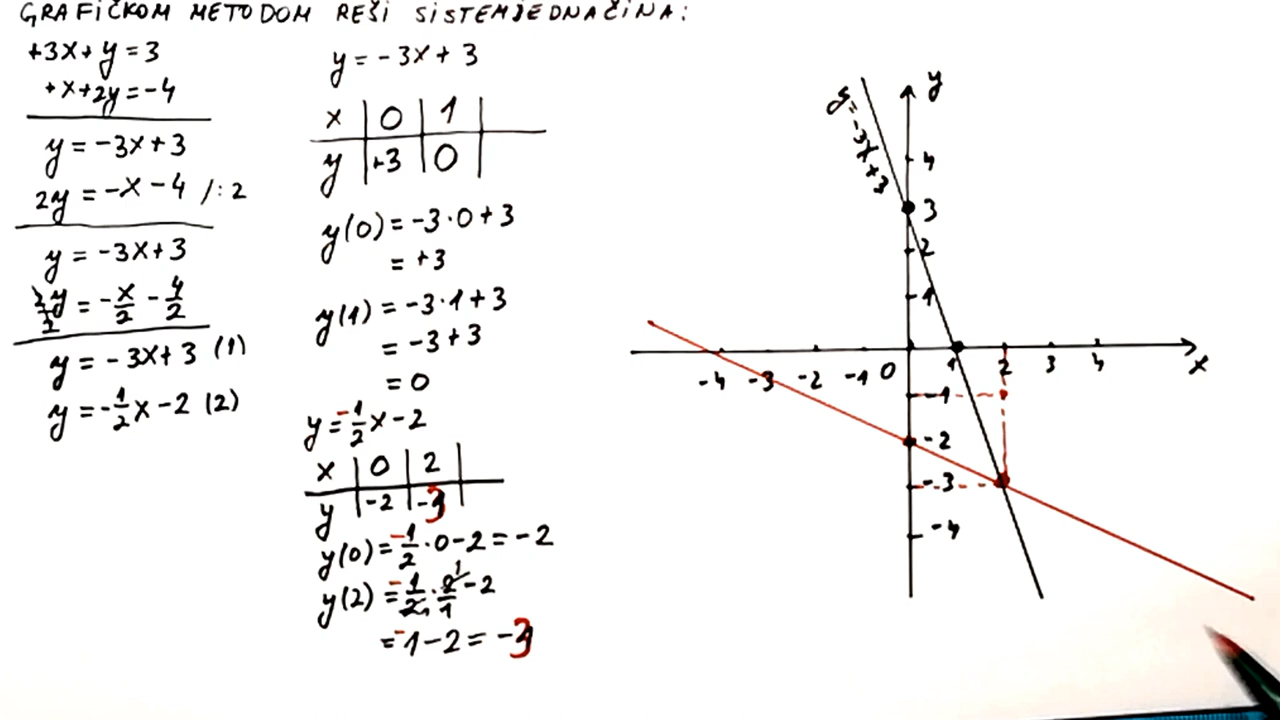 GRAFIČKOM METODOM REŠI SISTEM JEDNAČINA:
+3x+y=3
+x+2y=-4
y=-3x+3
2y=-x-4 /:2
y=-3x+3
2y/2=-x/2-4/2
y=-3x+3 (1)
y=-1/2x-2 (2)
y=-3x+3
x 0 1
y +3 0
y(0)=-3·0+3
=+3
y(1)=-3·1+3
=-3+3
=0
y=-1/2x-2
x 0 2
y -2 -3
y(0)=-1/2·0-2=-2
y(2)=-1/2·2/1-2
=-1-2=-3
y
y=-3x+3
4
3
2
1
-4 -3 -2 -1 0 1 2 3 4 x
-1
-2
-3
-4